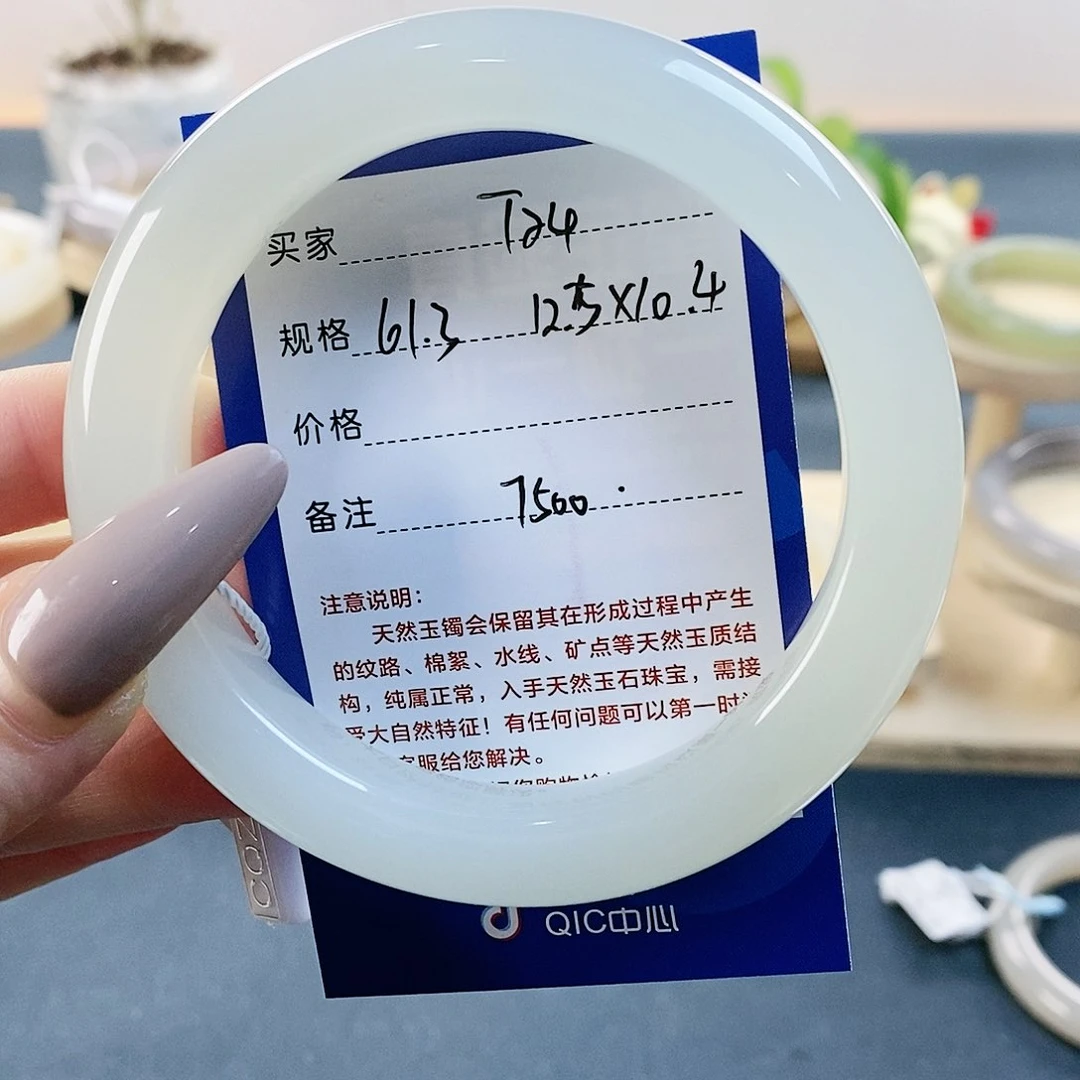 买家 T24
规格 61.3 12.5X10.4
价格
备注 7500.
注意说明：
天然玉镯会保留其在形成过程中产生
的纹路、棉絮、水线、矿点等天然玉质结
构，纯属正常，入手天然玉石珠宝，需接
受大自然特征！有任何问题可以第一时
客服给您解决。
QIC中心